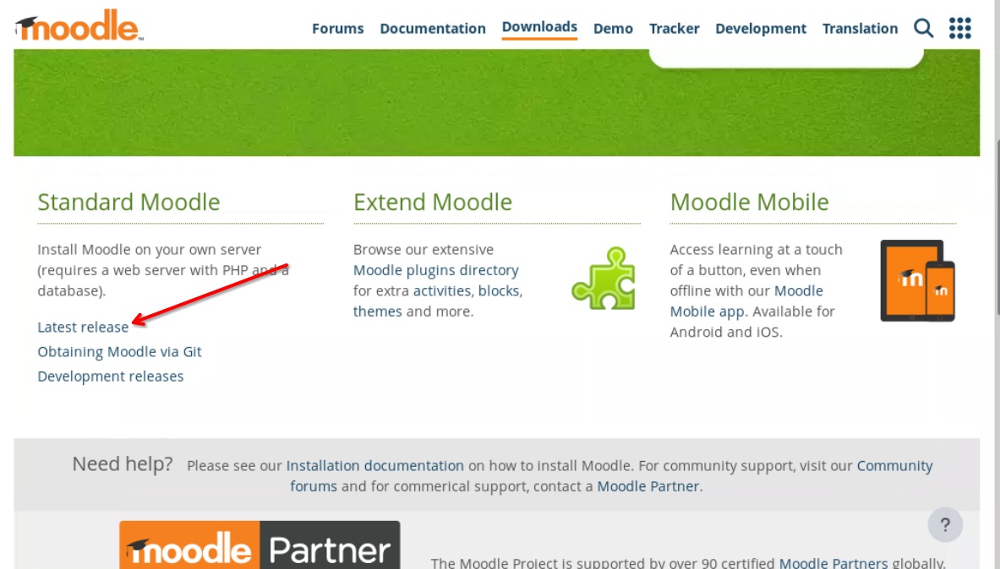 moodle™
Forums Documentation Downloads Demo Tracker Development Translation
Standard Moodle
Install Moodle on your own server
(requires a web server with PHP and a
database).
Latest release
Obtaining Moodle via Git
Development releases
Extend Moodle
Browse our extensive
Moodle plugins directory
for extra activities, blocks,
themes and more.
Moodle Mobile
Access learning at a touch
of a button, even when
offline with our Moodle
Mobile app. Available for
Android and iOS.
m
m
Need help? Please see our Installation documentation on how to install Moodle. For community support, visit our Community
forums and for commerical support, contact a Moodle Partner.
?
moodle Partner
The Moodle Project is supported by over 90 certified Moodle Partners globally.